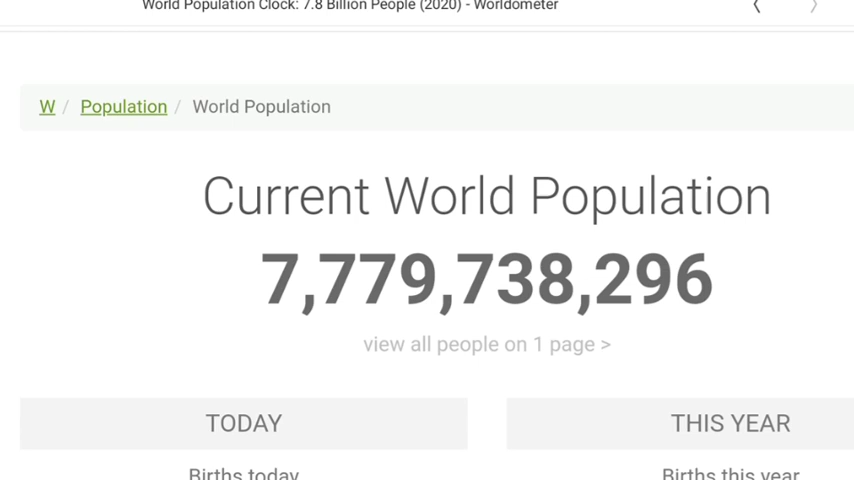 World Population Clock: 7.8 Billion People (2020) - Worldometer
W / Population / World Population
Current World Population
7,779,738,296
view all people on 1 page >
TODAY THIS YEAR
Births today Births this year